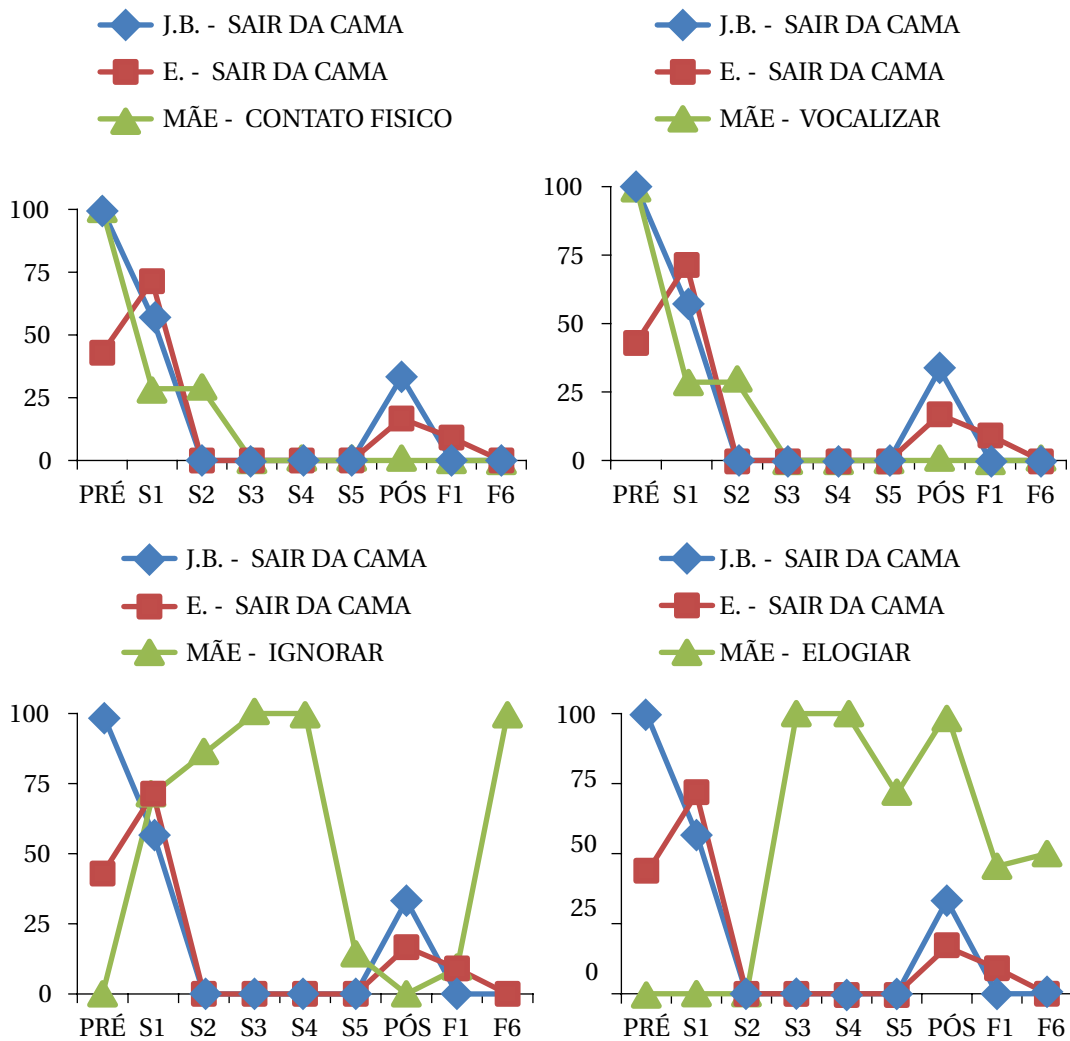 J.B. - SAIR DA CAMA
E. - SAIR DA CAMA
MÃE - CONTATO FISICO
100
75
50
25
0
PRÉ S1 S2 S3 S4 S5 PÓS F1 F6
J.B. - SAIR DA CAMA
E. - SAIR DA CAMA
MÃE - VOCALIZAR
100
75
50
25
0
PRÉ S1 S2 S3 S4 S5 PÓS F1 F6
J.B. - SAIR DA CAMA
E. - SAIR DA CAMA
MÃE - IGNORAR
100
75
50
25
0
PRÉ S1 S2 S3 S4 S5 PÓS F1 F6
J.B. - SAIR DA CAMA
E. - SAIR DA CAMA
MÃE - ELOGIAR
100
75
50
25
0
PRÉ S1 S2 S3 S4 S5 PÓS F1 F6